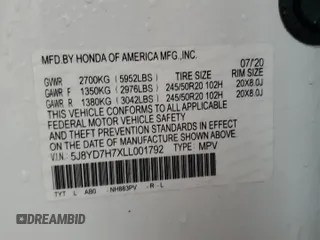 MFD.BY HONDA OF AMERICA MFG.,INC. 07/20
GVWR 2700KG (5952LBS) TIRE SIZE RIM SIZE
GAWR F 1350KG (2976LBS) 245/50R20 102H 20X8.0J
GAWR R 1380KG (3042LBS) 245/50R20 102H 20X8.0J
THIS VEHICLE CONFORMS TO ALL APPLICABLE
FEDERAL MOTOR VEHICLE SAFETY
AND THEFT PREVENTION STANDARDS IN EFFECT
ON THE DATE OF MANUFACTURE SHOWN ABOVE.
V.I.N.: 5J8YD7H7XLL001792 TYPE: MPV
TYT L AB0 NH883PV - R - L
DREAMBID